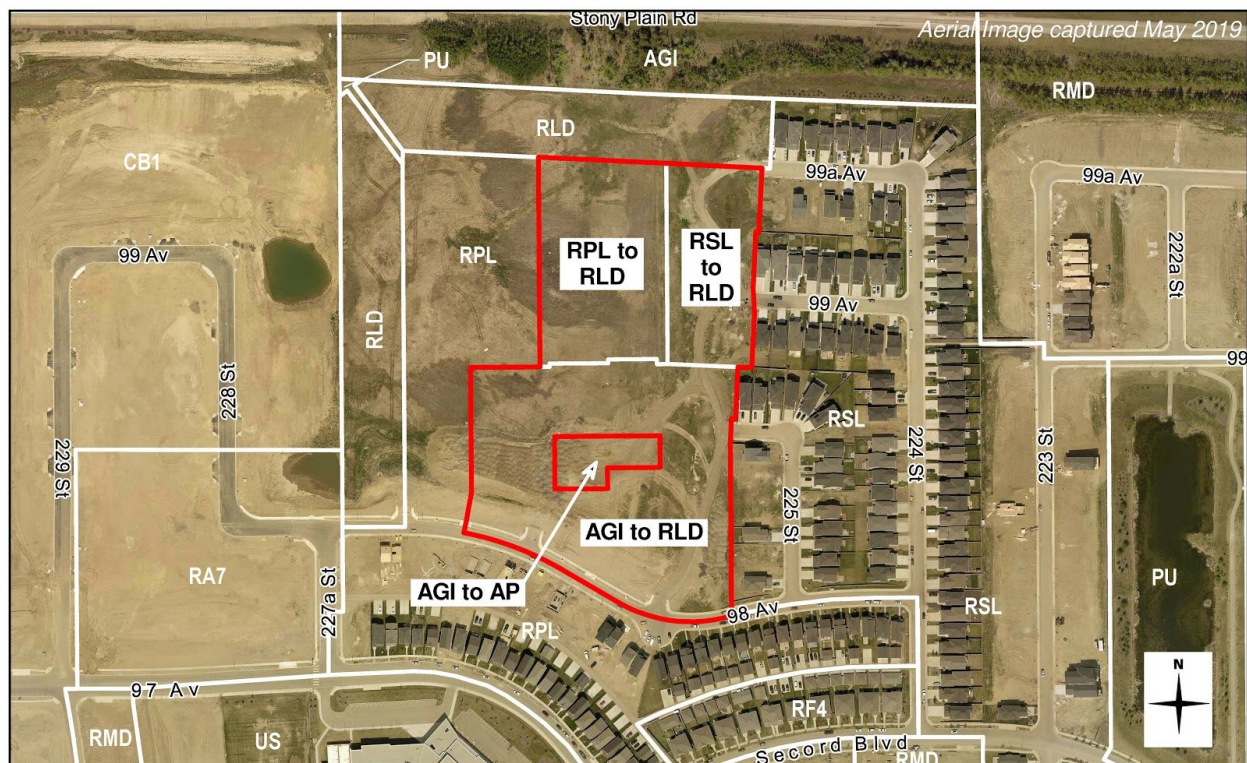 Stony Plain Rd
Aerial Image captured May 2019
PU
AGI
RMD
CB1
RLD
99a Av
99a Av
RPL
RPL to
RLD
RSL
to
RLD
222a St
99 Av
99 Av
RLD
99
228 St
229 St
RSL
224 St
223 St
225 St
AGI to RLD
RA7
227a St
AGI to AP
98 Av
PU
RPL
RSL
N
97 Av
RF4
RMD
US
Secord Blvd
RMD